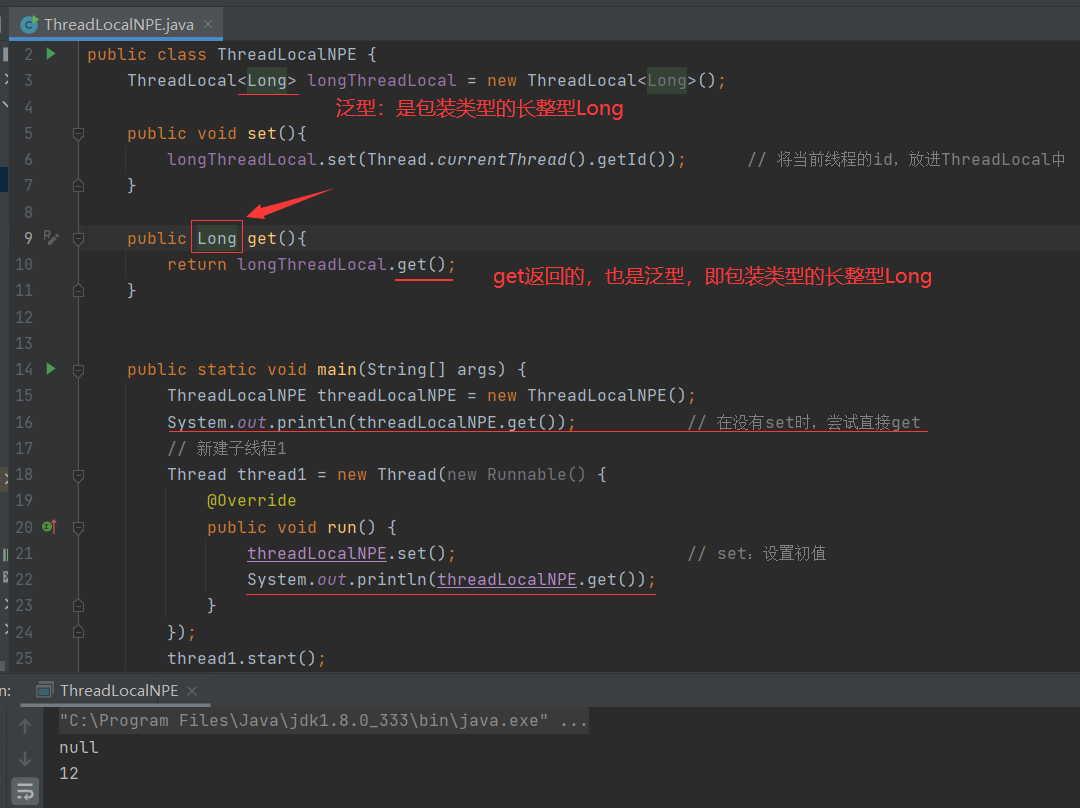 ThreadLocalNPE.java
2 public class ThreadLocalNPE {
3 ThreadLocal<Long> longThreadLocal = new ThreadLocal<Long>();
4 泛型：是包装类型的长整型Long
5 public void set(){
6 longThreadLocal.set(Thread.currentThread().getId()); // 将当前线程的id，放进ThreadLocal中
7 }
8
9 public Long get(){
10 return longThreadLocal.get(); get返回的，也是泛型，即包装类型的长整型Long
11 }
12
13
14 public static void main(String[] args) {
15 ThreadLocalNPE threadLocalNPE = new ThreadLocalNPE();
16 System.out.println(threadLocalNPE.get()); // 在没有set时，尝试直接get
17 // 新建子线程1
18 Thread thread1 = new Thread(new Runnable() {
19 @Override
20 public void run() {
21 threadLocalNPE.set(); // set：设置初值
22 System.out.println(threadLocalNPE.get());
23 }
24 });
25 thread1.start();
n: ThreadLocalNPE
"C:\Program Files\Java\jdk1.8.0_333\bin\java.exe" ...
null
12